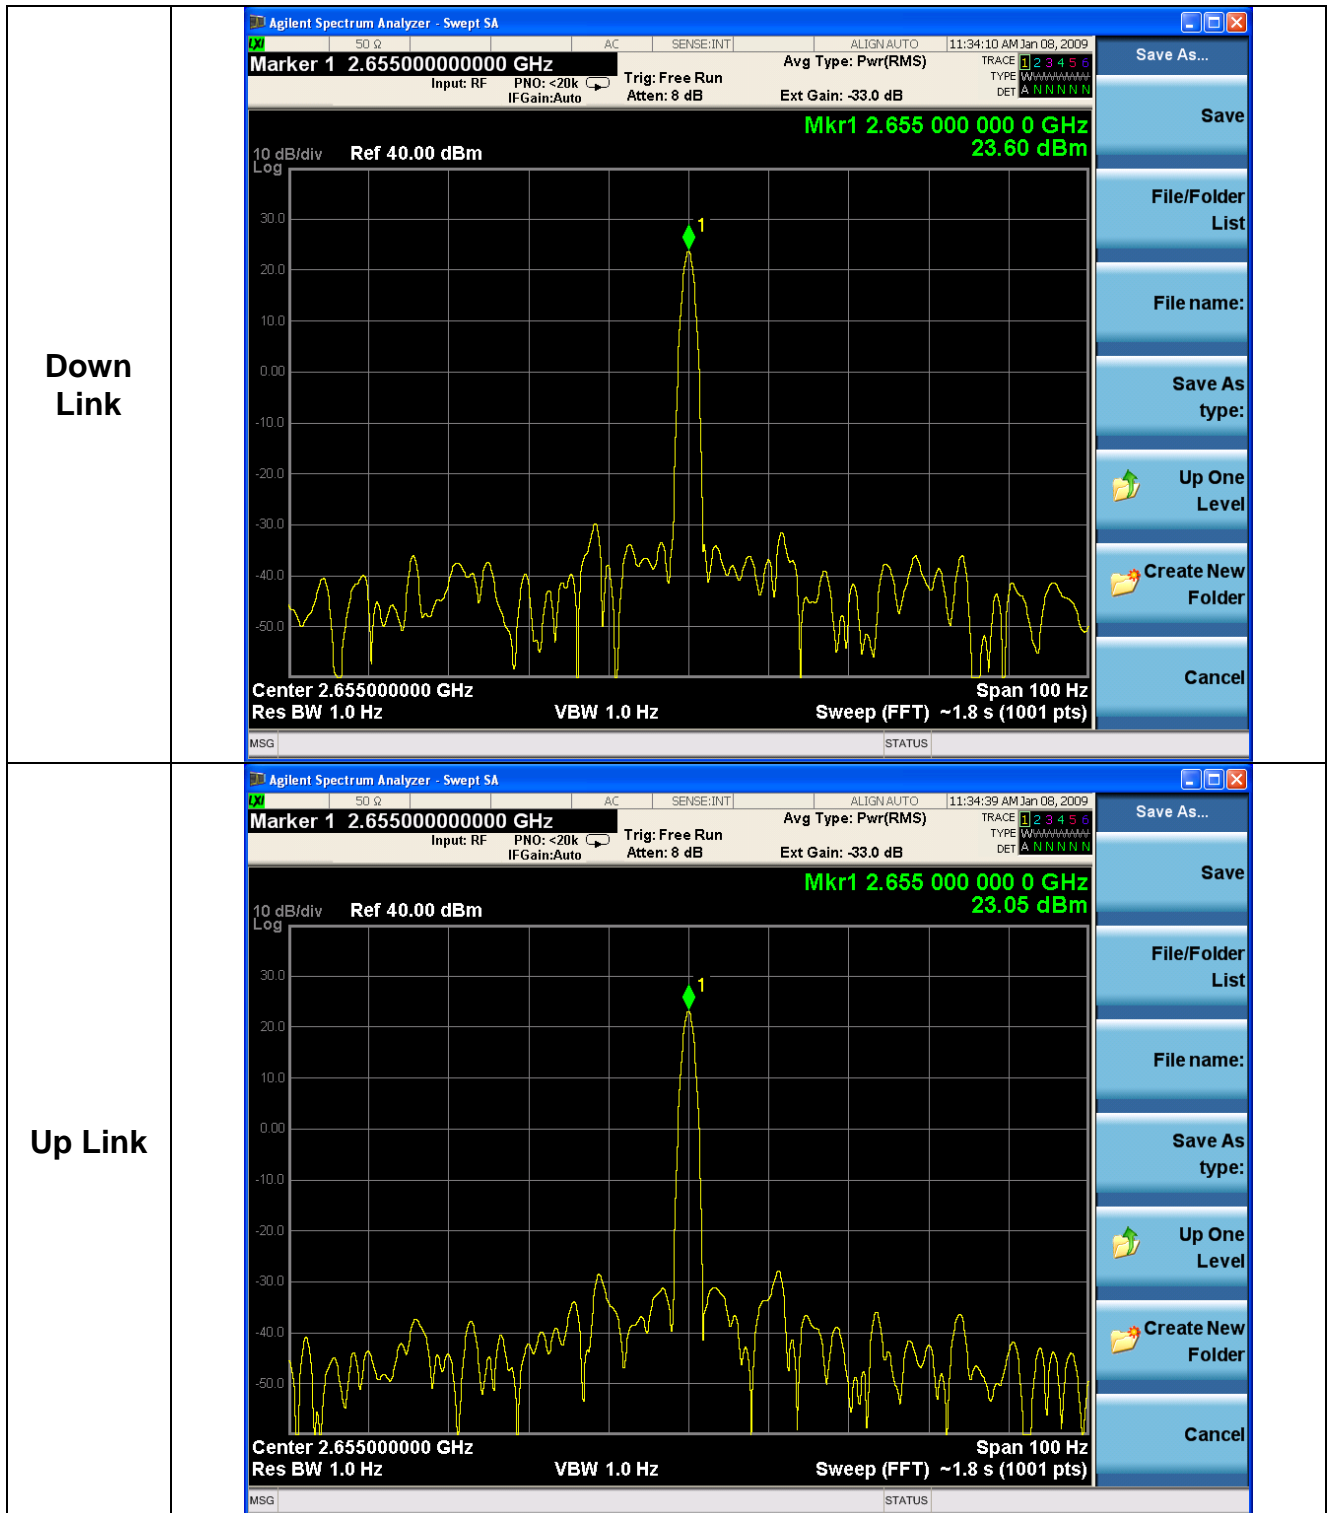 Down
Link
Agilent Spectrum Analyzer - Swept SA
LXI 50 Ω AC SENSE:INT ALIGN AUTO 11:34:10 AM Jan 08, 2009
Marker 1 2.655000000000 GHz
Avg Type: Pwr(RMS)
TRACE 1 2 3 4 5 6
TYPE
DET A N N N N N
Input: RF PNO: <20k
IFGain:Auto
Trig: Free Run
Atten: 8 dB
Ext Gain: -33.0 dB
Mkr1 2.655 000 000 0 GHz
23.60 dBm
10 dB/div Ref 40.00 dBm
Log
30.0
1
20.0
10.0
0.00
-10.0
-20.0
-30.0
-40.0
-50.0
Center 2.655000000 GHz Span 100 Hz
Res BW 1.0 Hz VBW 1.0 Hz Sweep (FFT) ~1.8 s (1001 pts)
MSG STATUS
Save As...
Save
File/Folder
List
File name:
Save As
type:
Up One
Level
Create New
Folder
Cancel
Up Link
Agilent Spectrum Analyzer - Swept SA
LXI 50 Ω AC SENSE:INT ALIGN AUTO 11:34:39 AM Jan 08, 2009
Marker 1 2.655000000000 GHz
Avg Type: Pwr(RMS)
TRACE 1 2 3 4 5 6
TYPE
DET A N N N N N
Input: RF PNO: <20k
IFGain:Auto
Trig: Free Run
Atten: 8 dB
Ext Gain: -33.0 dB
Mkr1 2.655 000 000 0 GHz
23.05 dBm
10 dB/div Ref 40.00 dBm
Log
30.0
1
20.0
10.0
0.00
-10.0
-20.0
-30.0
-40.0
-50.0
Center 2.655000000 GHz Span 100 Hz
Res BW 1.0 Hz VBW 1.0 Hz Sweep (FFT) ~1.8 s (1001 pts)
MSG STATUS
Save As...
Save
File/Folder
List
File name:
Save As
type:
Up One
Level
Create New
Folder
Cancel